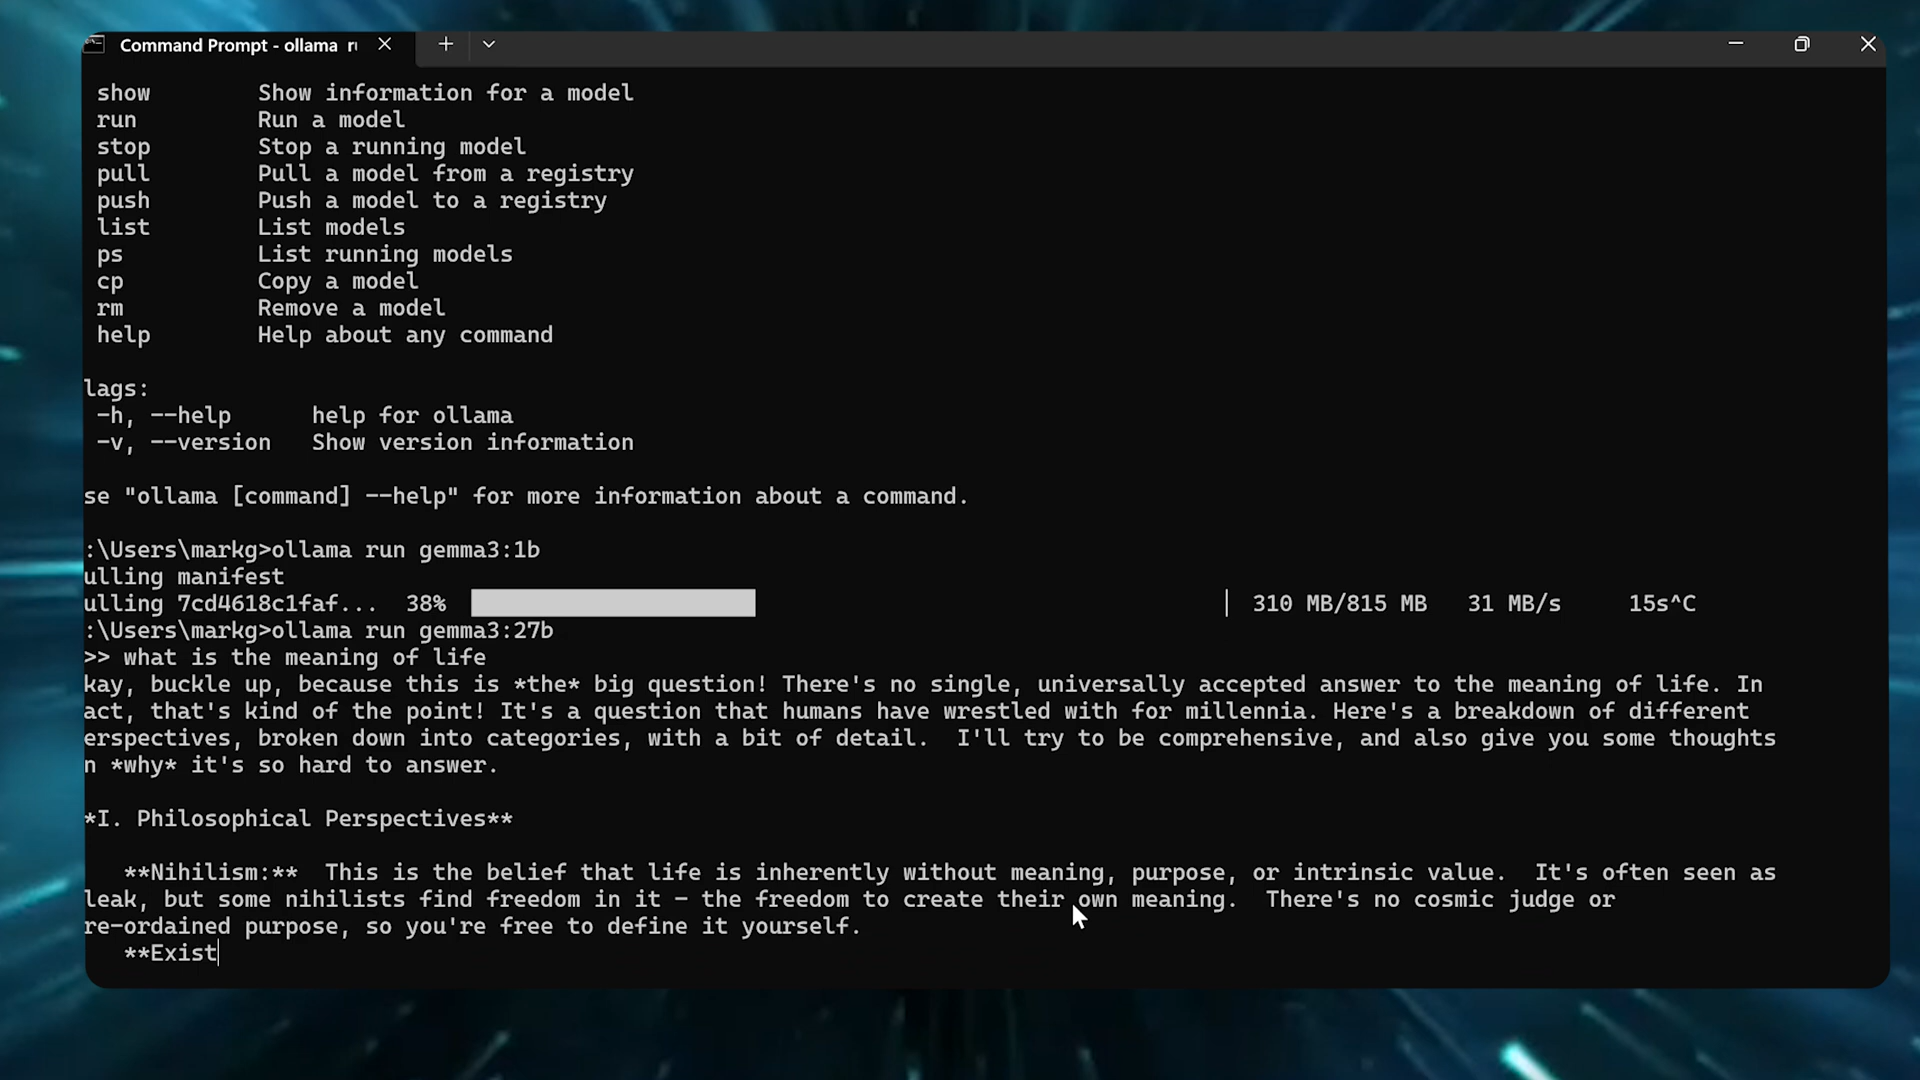 Command Prompt - ollama r
show Show information for a model
run Run a model
stop Stop a running model
pull Pull a model from a registry
push Push a model to a registry
list List models
ps List running models
cp Copy a model
rm Remove a model
help Help about any command
lags:
-h, --help help for ollama
-v, --version Show version information
se "ollama [command] --help" for more information about a command.
:\Users\markg>ollama run gemma3:1b
ulling manifest
ulling 7cd4618c1faf... 38% | 310 MB/815 MB 31 MB/s 15s^C
:\Users\markg>ollama run gemma3:27b
>> what is the meaning of life
kay, buckle up, because this is *the* big question! There's no single, universally accepted answer to the meaning of life. In
act, that's kind of the point! It's a question that humans have wrestled with for millennia. Here's a breakdown of different
erspectives, broken down into categories, with a bit of detail. I'll try to be comprehensive, and also give you some thoughts
n *why* it's so hard to answer.
*I. Philosophical Perspectives**
**Nihilism:** This is the belief that life is inherently without meaning, purpose, or intrinsic value. It's often seen as
leak, but some nihilists find freedom in it – the freedom to create their own meaning. There's no cosmic judge or
re-ordained purpose, so you're free to define it yourself.
**Exist